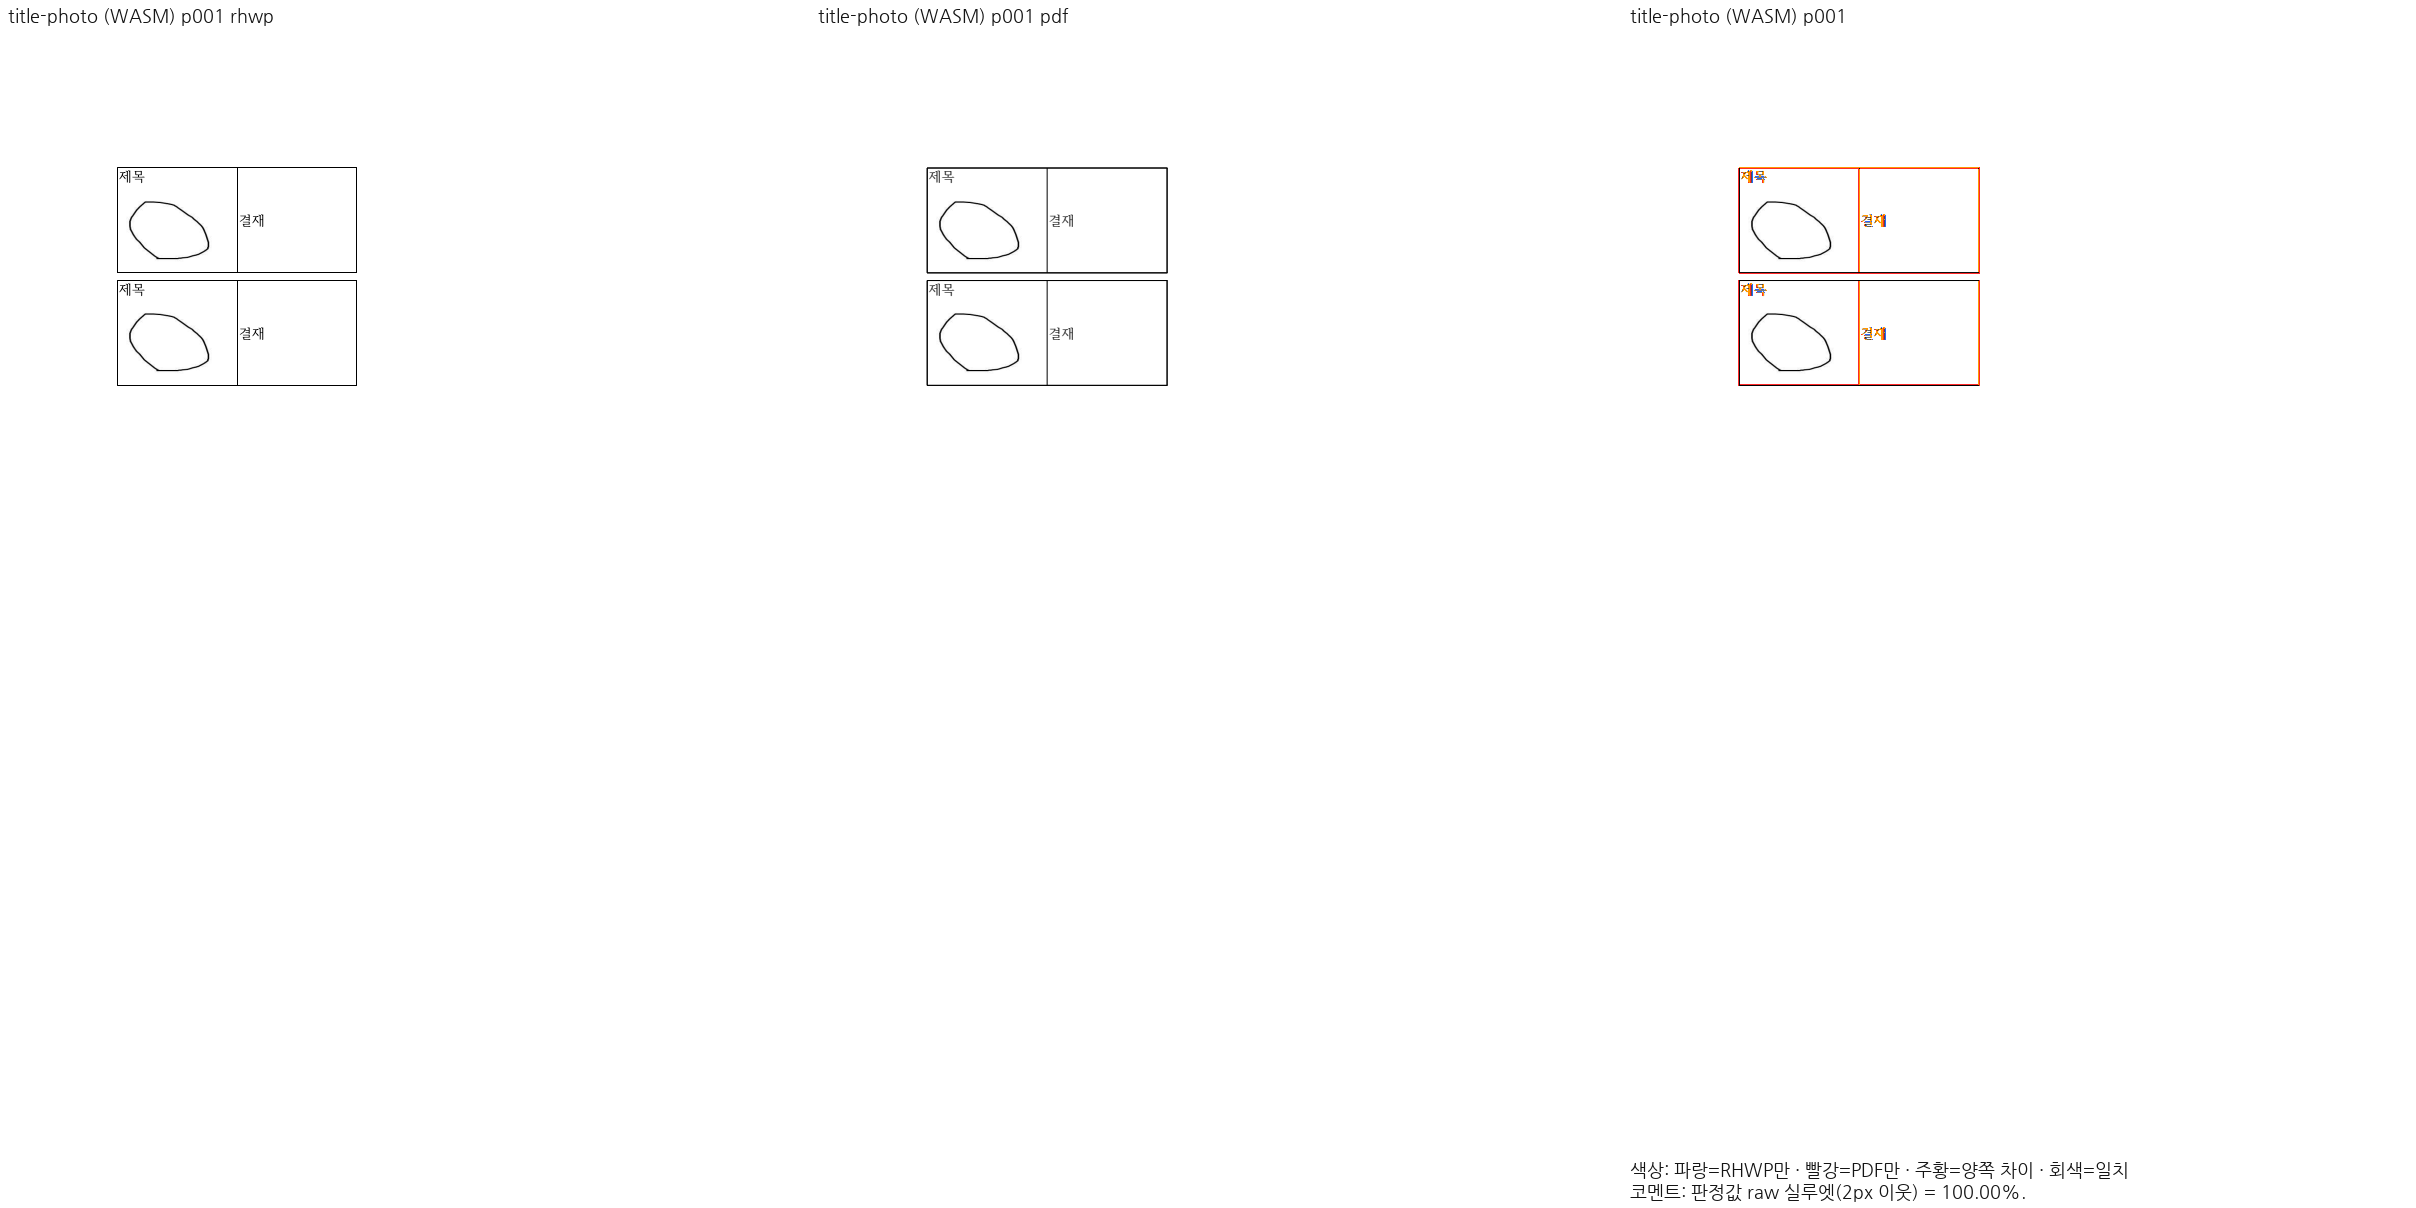 title-photo (WASM) p001 rhwp
제목
결재
제목
결재
title-photo (WASM) p001 pdf
제목
결재
제목
결재
title-photo (WASM) p001
제목
결재
제목
결재
색상: 파랑=RHWP만 · 빨강=PDF만 · 주황=양쪽 차이 · 회색=일치
코멘트: 판정값 raw 실루엣(2px 이웃) = 100.00%.